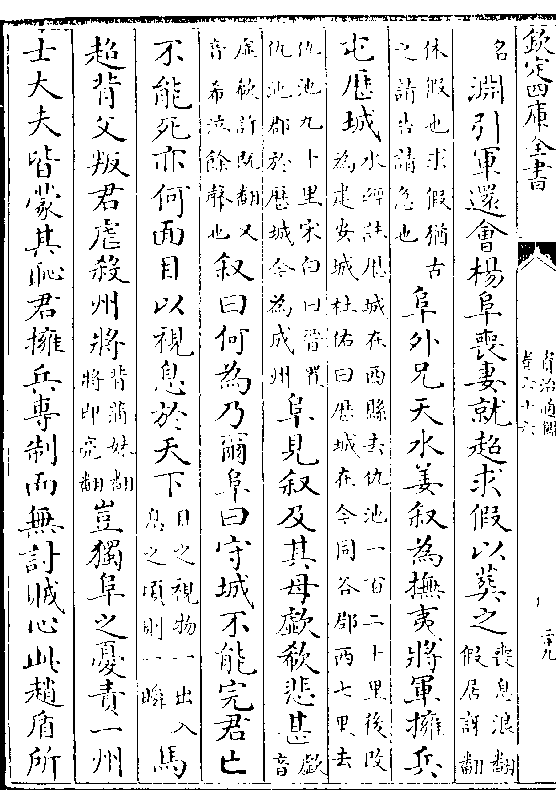 欽定四庫全書
資治通鑑
卷六十六
三十九
名淵引軍還會楊阜喪妻就超求假以葬之喪息浪翻假居訝翻
休假也求假猶古之請告請急也阜外兄天水姜叙為撫夷將軍擁兵
屯歷城水經註歷城在西縣去仇池一百二十里後改為建安城杜佑曰歷城在今同谷郡西七里去
仇池九十里宋白曰晉置仇池郡於歷城今為成州阜見叙及其母歔欷悲甚歔音
虛欷許既翻又音希泣餘聲也叙曰何為乃爾阜曰守城不能完君亡
不能死亦何面目以視息於天下目之視物一出入息之頃則一瞬馬
超背父叛君虐殺州將背蒲妹翻將即亮翻豈獨阜之憂責一州
士大夫皆蒙其恥君擁兵專制而無討賊心此趙盾所